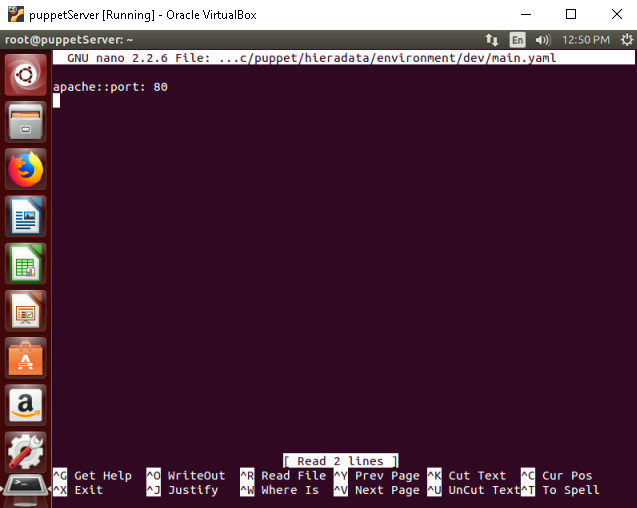 puppetServer [Running] - Oracle VirtualBox
root@puppetServer: ~ En 12:50 PM
GNU nano 2.2.6 File: ...c/puppet/hieradata/environment/dev/main.yaml
apache::port: 80
[ Read 2 lines ]
^G Get Help ^O WriteOut ^R Read File ^Y Prev Page ^K Cut Text ^C Cur Pos
^X Exit ^J Justify ^W Where Is ^V Next Page ^U UnCut Text ^T To Spell